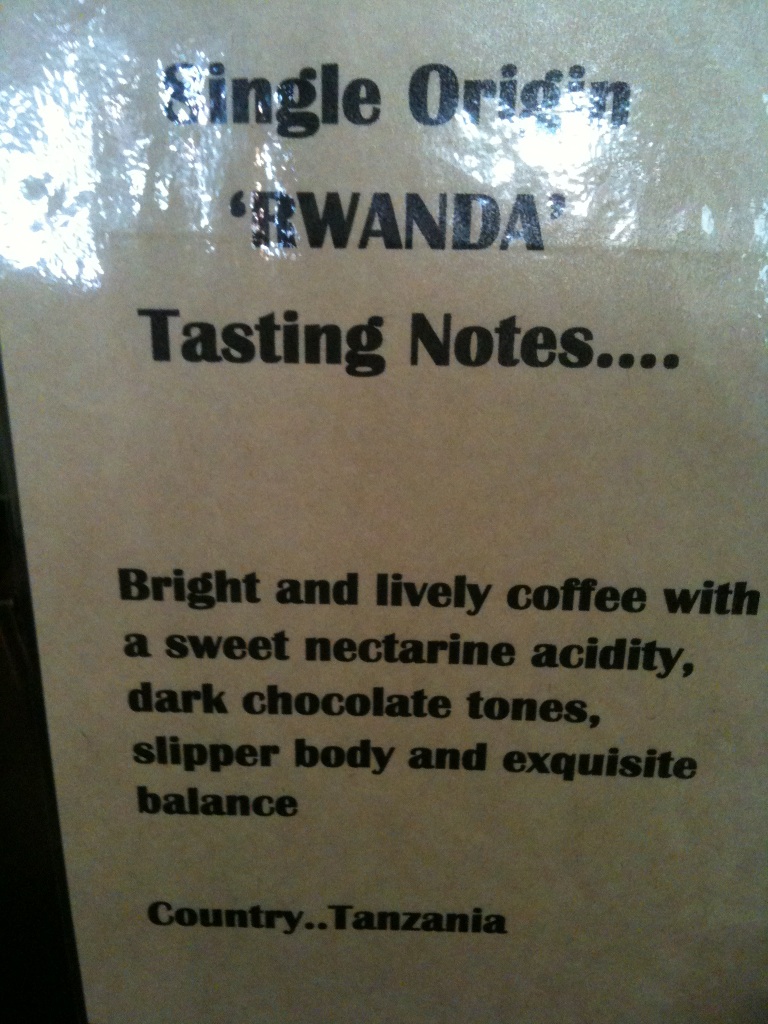 Single Origin
‘RWANDA’
Tasting Notes....
Bright and lively coffee with
a sweet nectarine acidity,
dark chocolate tones,
slipper body and exquisite
balance
Country..Tanzania